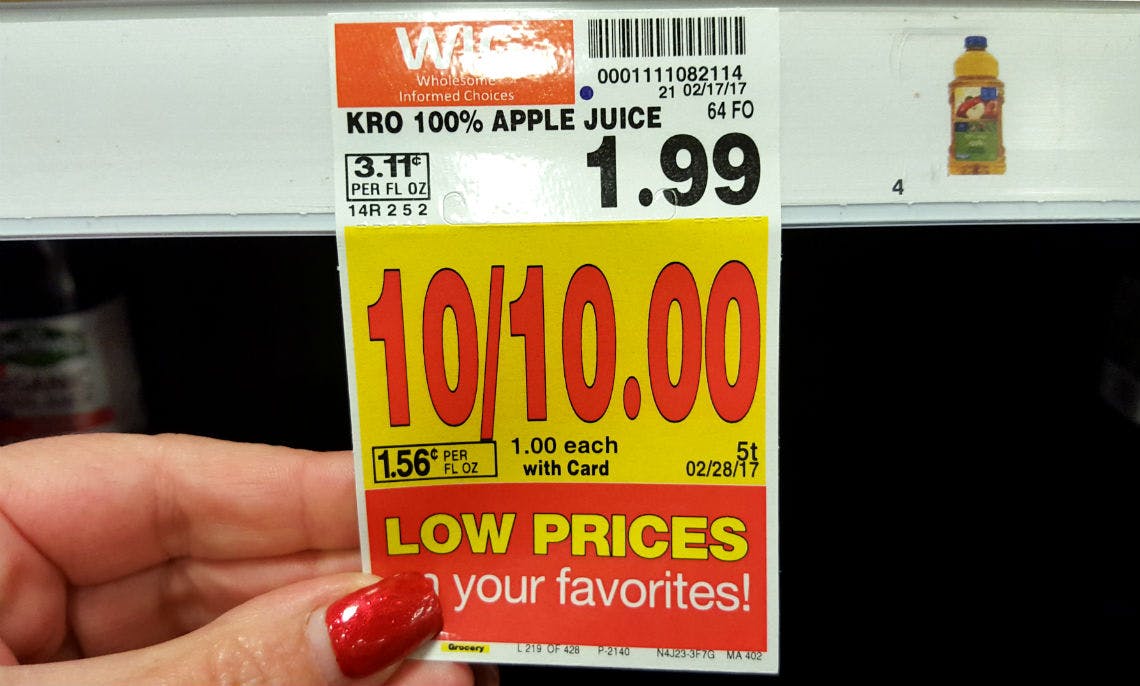 WIC
Wholesome
Informed Choices
0001111082114
21 02/17/17
KRO 100% APPLE JUICE 64 FO
3.11¢
PER FL OZ
1.99
14R 2 5 2
4
10/10.00
1.56¢ PER FL OZ
1.00 each
with Card
5t
02/28/17
LOW PRICES
your favorites!
Grocery L 219 OF 428 P-2140 N4J23-3F7G MA 402